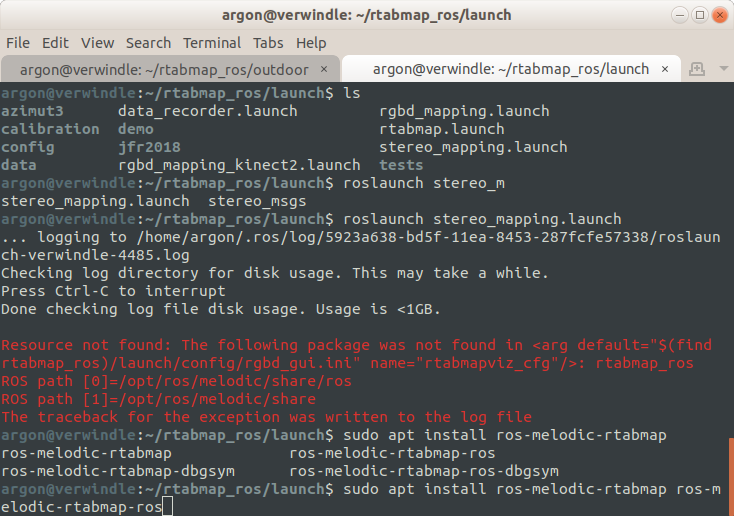 argon@verwindle: ~/rtabmap_ros/launch
File Edit View Search Terminal Tabs Help
argon@verwindle: ~/rtabmap_ros/outdoor × argon@verwindle: ~/rtabmap_ros/launch ×
argon@verwindle:~/rtabmap_ros/launch$ ls
azimut3 data_recorder.launch rgbd_mapping.launch
calibration demo rtabmap.launch
config jfr2018 stereo_mapping.launch
data rgbd_mapping_kinect2.launch tests
argon@verwindle:~/rtabmap_ros/launch$ roslaunch stereo_m
stereo_mapping.launch stereo_msgs
argon@verwindle:~/rtabmap_ros/launch$ roslaunch stereo_mapping.launch
... logging to /home/argon/.ros/log/5923a638-bd5f-11ea-8453-287fcfe57338/roslaun
ch-verwindle-4485.log
Checking log directory for disk usage. This may take a while.
Press Ctrl-C to interrupt
Done checking log file disk usage. Usage is <1GB.
Resource not found: The following package was not found in <arg default="$(find
rtabmap_ros)/launch/config/rgbd_gui.ini" name="rtabmapviz_cfg"/>: rtabmap_ros
ROS path [0]=/opt/ros/melodic/share/ros
ROS path [1]=/opt/ros/melodic/share
The traceback for the exception was written to the log file
argon@verwindle:~/rtabmap_ros/launch$ sudo apt install ros-melodic-rtabmap
ros-melodic-rtabmap ros-melodic-rtabmap-ros
ros-melodic-rtabmap-dbgsym ros-melodic-rtabmap-ros-dbgsym
argon@verwindle:~/rtabmap_ros/launch$ sudo apt install ros-melodic-rtabmap ros-m
elodic-rtabmap-ros